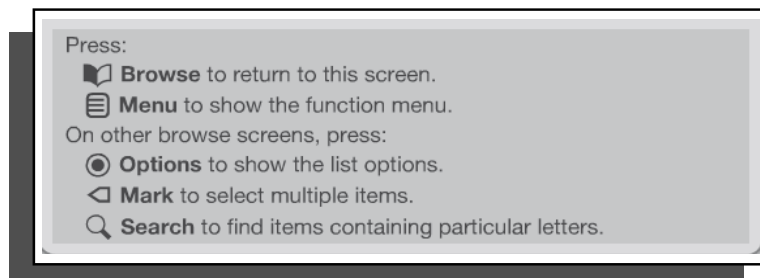 Press:
Browse to return to this screen.
Menu to show the function menu.
On other browse screens, press:
Options to show the list options.
Mark to select multiple items.
Search to find items containing particular letters.